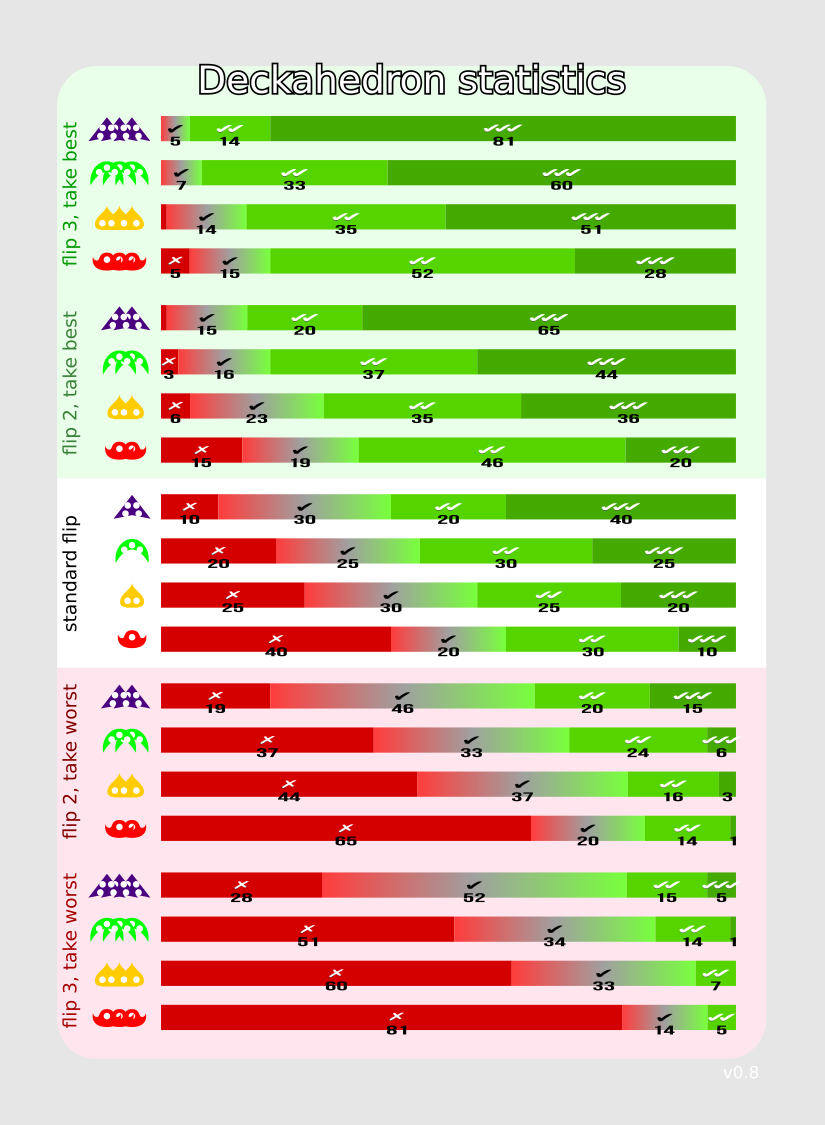 Deckahedron statistics
flip 3, take best
5 14 81
7 33 60
14 35 51
5 15 52 28
flip 2, take best
15 20 65
3 16 37 44
6 23 35 36
15 19 46 20
standard flip
10 30 20 40
20 25 30 25
25 30 25 20
40 20 30 10
flip 2, take worst
19 46 20 15
37 33 24 6
44 37 16 3
65 20 14 1
flip 3, take worst
28 52 15 5
51 34 14 1
60 33 7
81 14 5
v0.8